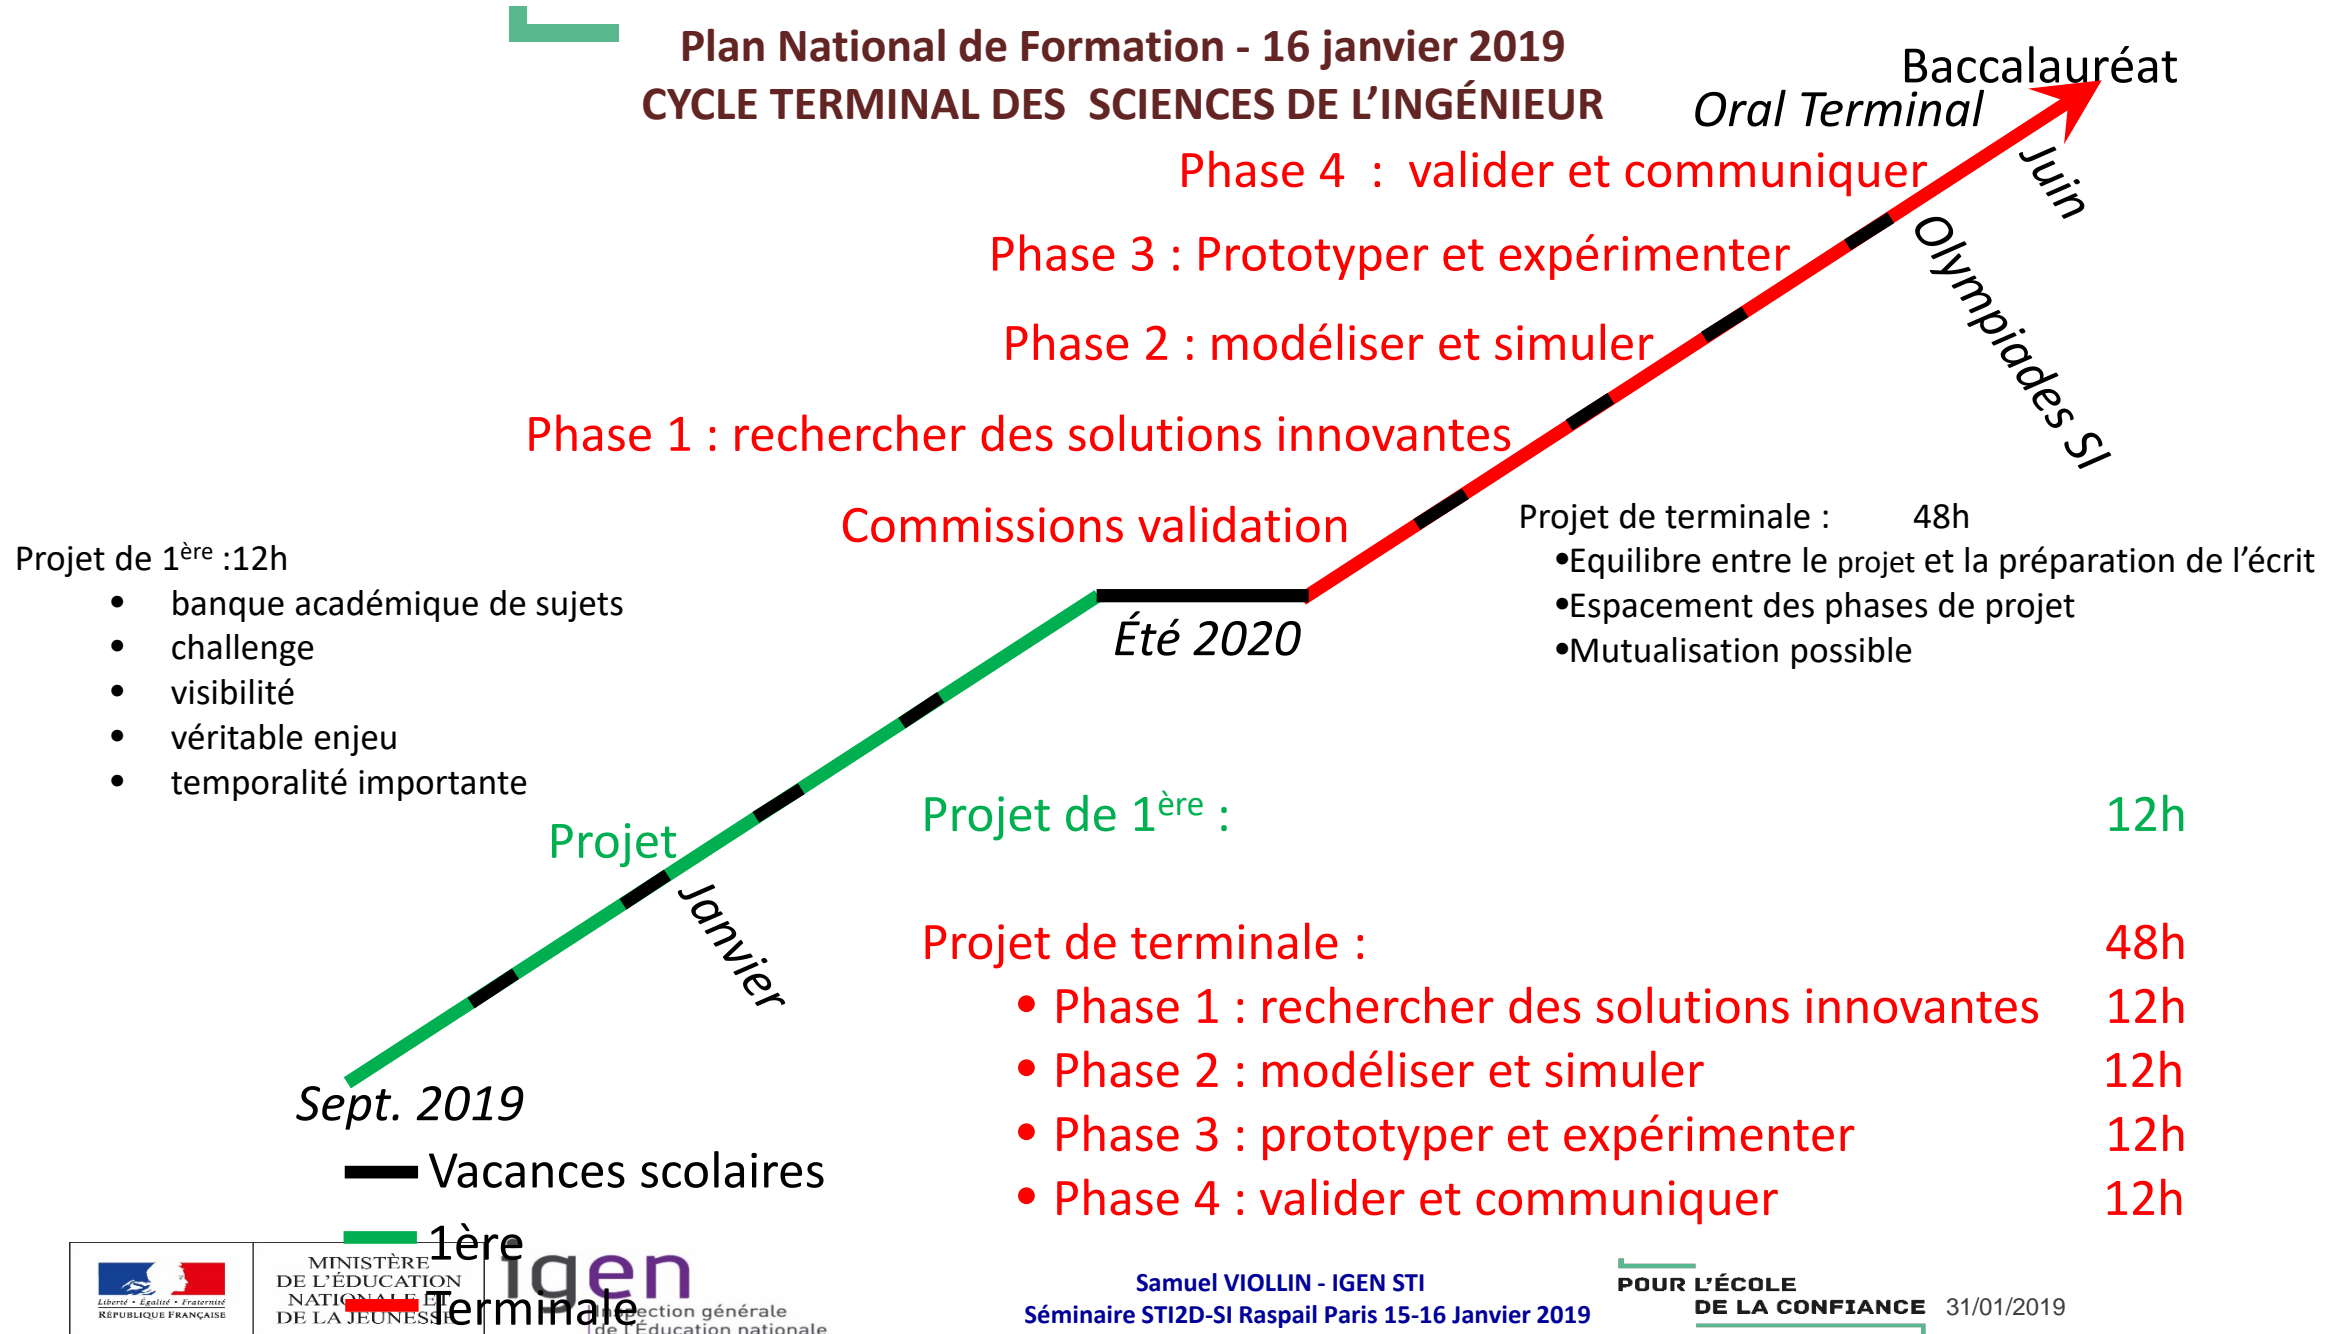 Plan National de Formation - 16 janvier 2019
CYCLE TERMINAL DES SCIENCES DE L'INGÉNIEUR
Baccalauréat
Oral Terminal
Juin
Phase 4 : valider et communiquer
Olympiades SI
Phase 3 : Prototyper et expérimenter
Phase 2 : modéliser et simuler
Phase 1 : rechercher des solutions innovantes
Commissions validation
Projet de terminale : 48h
•Equilibre entre le projet et la préparation de l'écrit
•Espacement des phases de projet
•Mutualisation possible
Projet de 1ère :12h
• banque académique de sujets
• challenge
• visibilité
• véritable enjeu
• temporalité importante
Été 2020
Projet
Janvier
Sept. 2019
Projet de 1ère : 12h
Projet de terminale : 48h
• Phase 1 : rechercher des solutions innovantes 12h
• Phase 2 : modéliser et simuler 12h
• Phase 3 : prototyper et expérimenter 12h
• Phase 4 : valider et communiquer 12h
Vacances scolaires
1ère
Terminale
Liberté • Égalité • Fraternité
RÉPUBLIQUE FRANÇAISE
MINISTÈRE
DE L'ÉDUCATION
NATIONALE ET
DE LA JEUNESSE
igen
Inspection générale
de l'Éducation nationale
Samuel VIOLLIN - IGEN STI
Séminaire STI2D-SI Raspail Paris 15-16 Janvier 2019
POUR L'ÉCOLE
DE LA CONFIANCE
31/01/2019